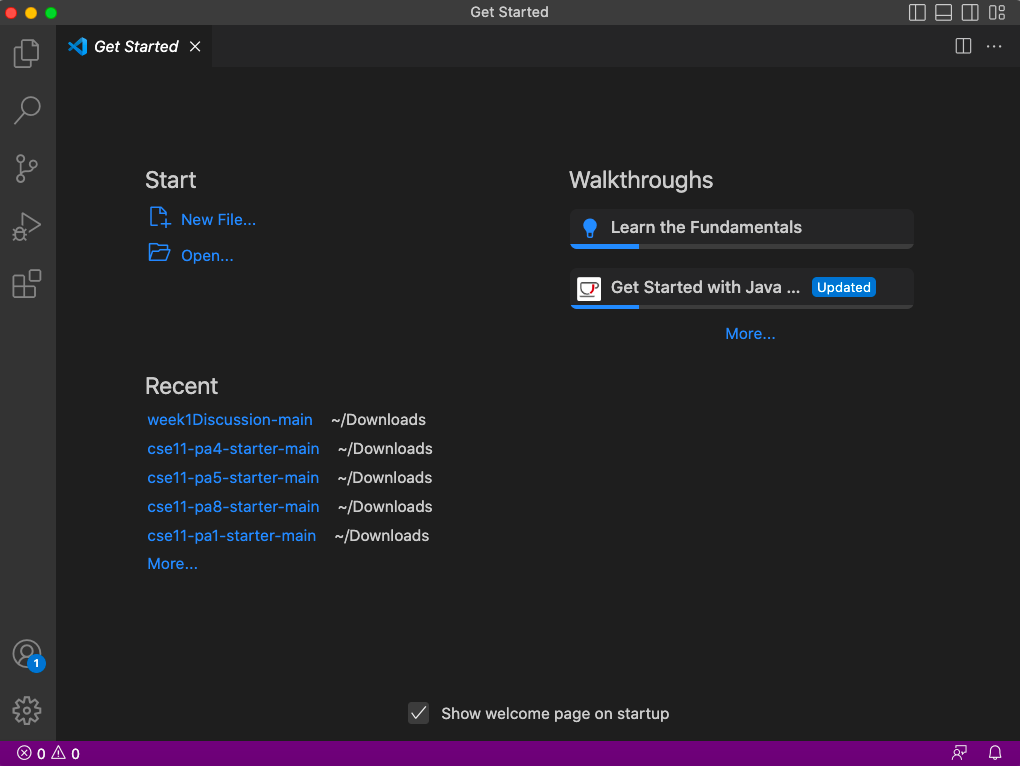 Get Started
Get Started
Start
New File...
Open...
Recent
week1Discussion-main ~/Downloads
cse11-pa4-starter-main ~/Downloads
cse11-pa5-starter-main ~/Downloads
cse11-pa8-starter-main ~/Downloads
cse11-pa1-starter-main ~/Downloads
More...
Walkthroughs
Learn the Fundamentals
Get Started with Java ... Updated
More...
1
Show welcome page on startup
0 0